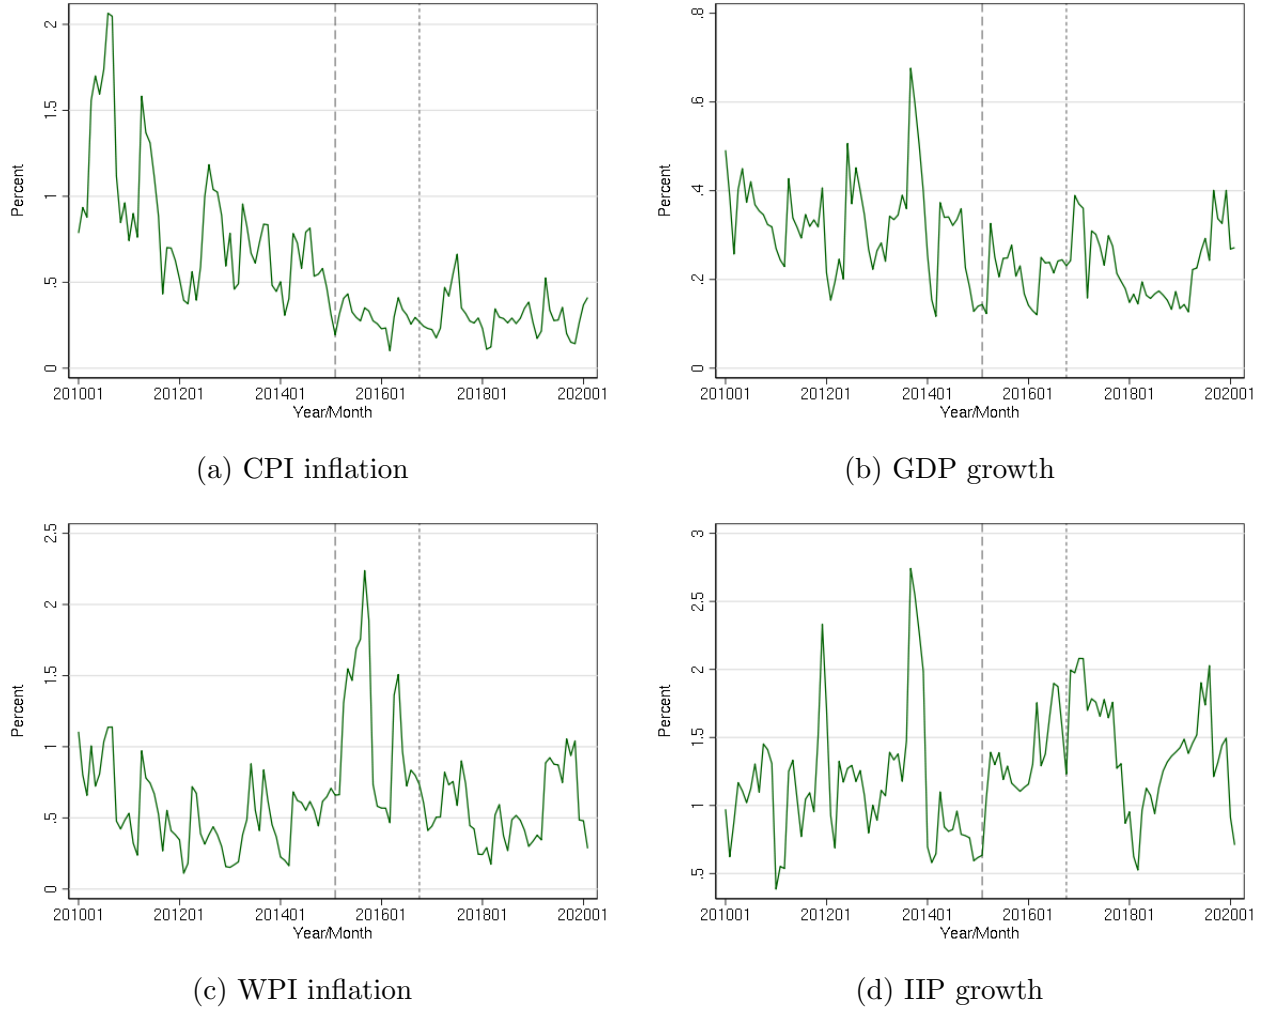 2
1.5
1
.5
0
Percent
201001 201201 201401 201601 201801 202001
Year/Month
(a) CPI inflation
.8
.6
.4
.2
0
Percent
201001 201201 201401 201601 201801 202001
Year/Month
(b) GDP growth
2.5
2
1.5
1
.5
0
Percent
201001 201201 201401 201601 201801 202001
Year/Month
(c) WPI inflation
3
2.5
2
1.5
1
.5
Percent
201001 201201 201401 201601 201801 202001
Year/Month
(d) IIP growth